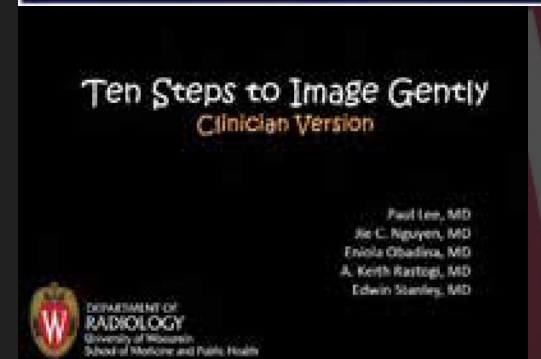 Ten Steps to Image Gently
Clinician Version
Paul Lee, MD
Jie C. Nguyen, MD
Eniola Obadina, MD
A. Keith Rastogi, MD
Edwin Stanley, MD
W
DEPARTMENT OF
RADIOLOGY
University of Wisconsin
School of Medicine and Public Health